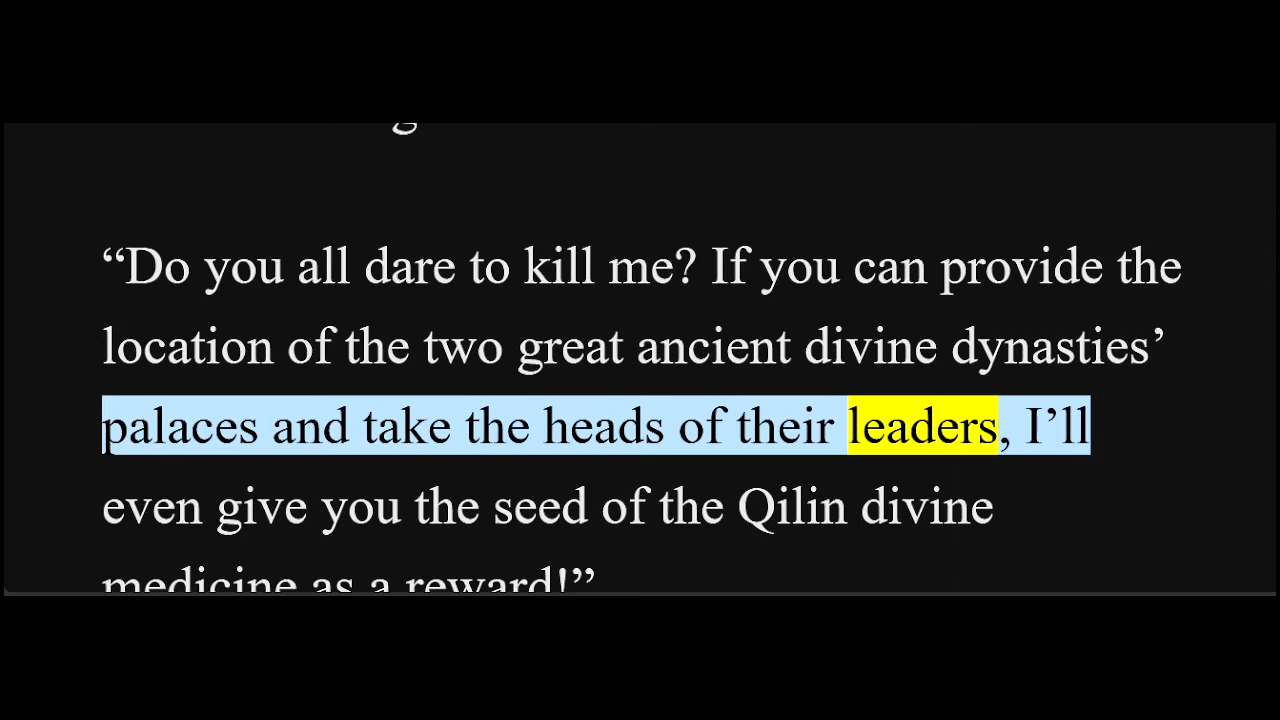 “Do you all dare to kill me? If you can provide the
location of the two great ancient divine dynasties’
palaces and take the heads of their leaders, I’ll
even give you the seed of the Qilin divine
medicine as a reward!”